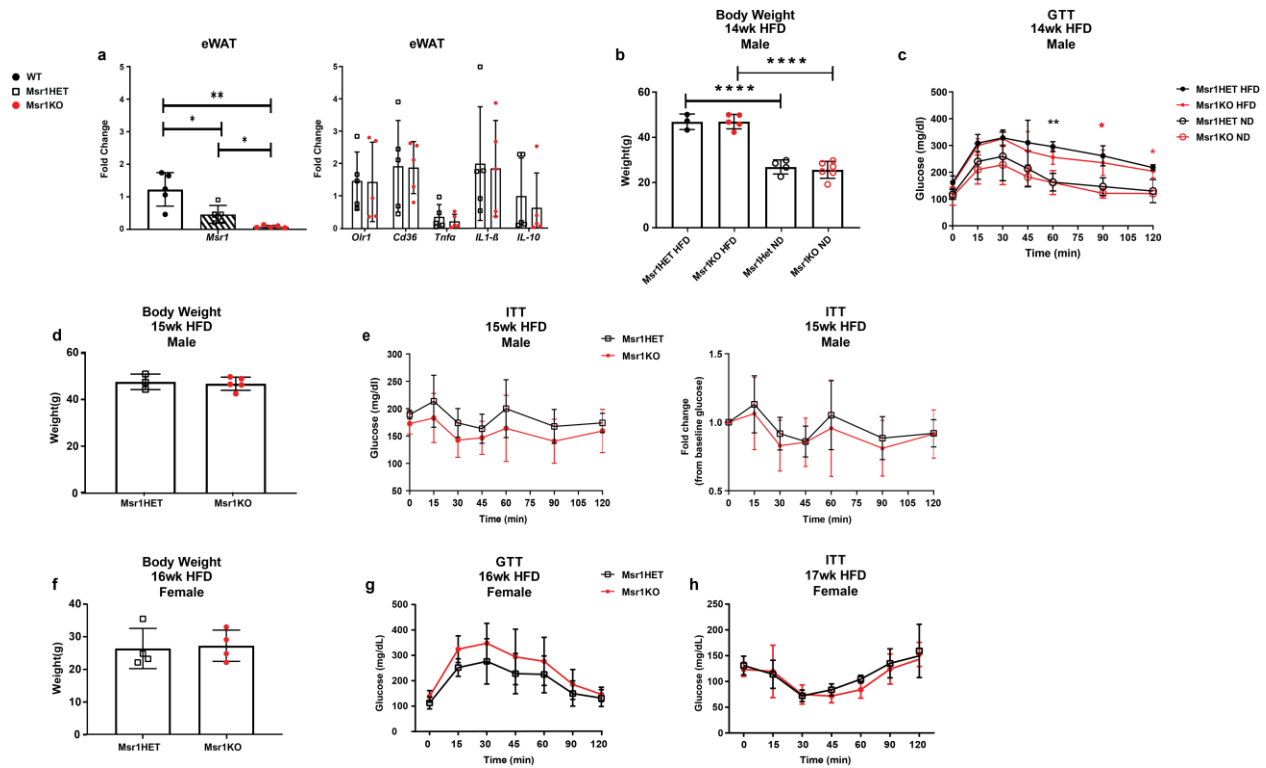 a
eWAT
WT
Msr1HET
Msr1KO
Fold Change
5
4
3
2
1
0
**
*
*
Msr1
eWAT
Fold Change
5
4
3
2
1
0
Olr1 Cd36 Tnfα IL1-ß IL-10
b
Body Weight
14wk HFD
Male
Weight(g)
60
40
20
0
****
****
Msr1HET HFD
Msr1KO HFD
Msr1Het ND
Msr1KO ND
c
GTT
14wk HFD
Male
Glucose (mg/dl)
500
400
300
200
100
0
** * *
0 15 30 45 60 75 90 105 120
Time (min)
Msr1HET HFD
Msr1KO HFD
Msr1HET ND
Msr1KO ND
d
Body Weight
15wk HFD
Male
Weight(g)
60
40
20
0
Msr1HET Msr1KO
e
ITT
15wk HFD
Male
Glucose (mg/dl)
300
250
200
150
100
50
0 15 30 45 60 75 90 105 120
Time (min)
Msr1HET
Msr1KO
ITT
15wk HFD
Male
Fold change
(from baseline glucose)
1.5
1.0
0.5
0 15 30 45 60 75 90 105 120
Time (min)
f
Body Weight
16wk HFD
Female
Weight(g)
40
30
20
10
0
Msr1HET Msr1KO
g
GTT
16wk HFD
Female
Glucose (mg/dL)
500
400
300
200
100
0
0 15 30 45 60 90 120
Time (min)
Msr1HET
Msr1KO
h
ITT
17wk HFD
Female
Glucose (mg/dL)
250
200
150
100
50
0
0 15 30 45 60 90 120
Time (min)